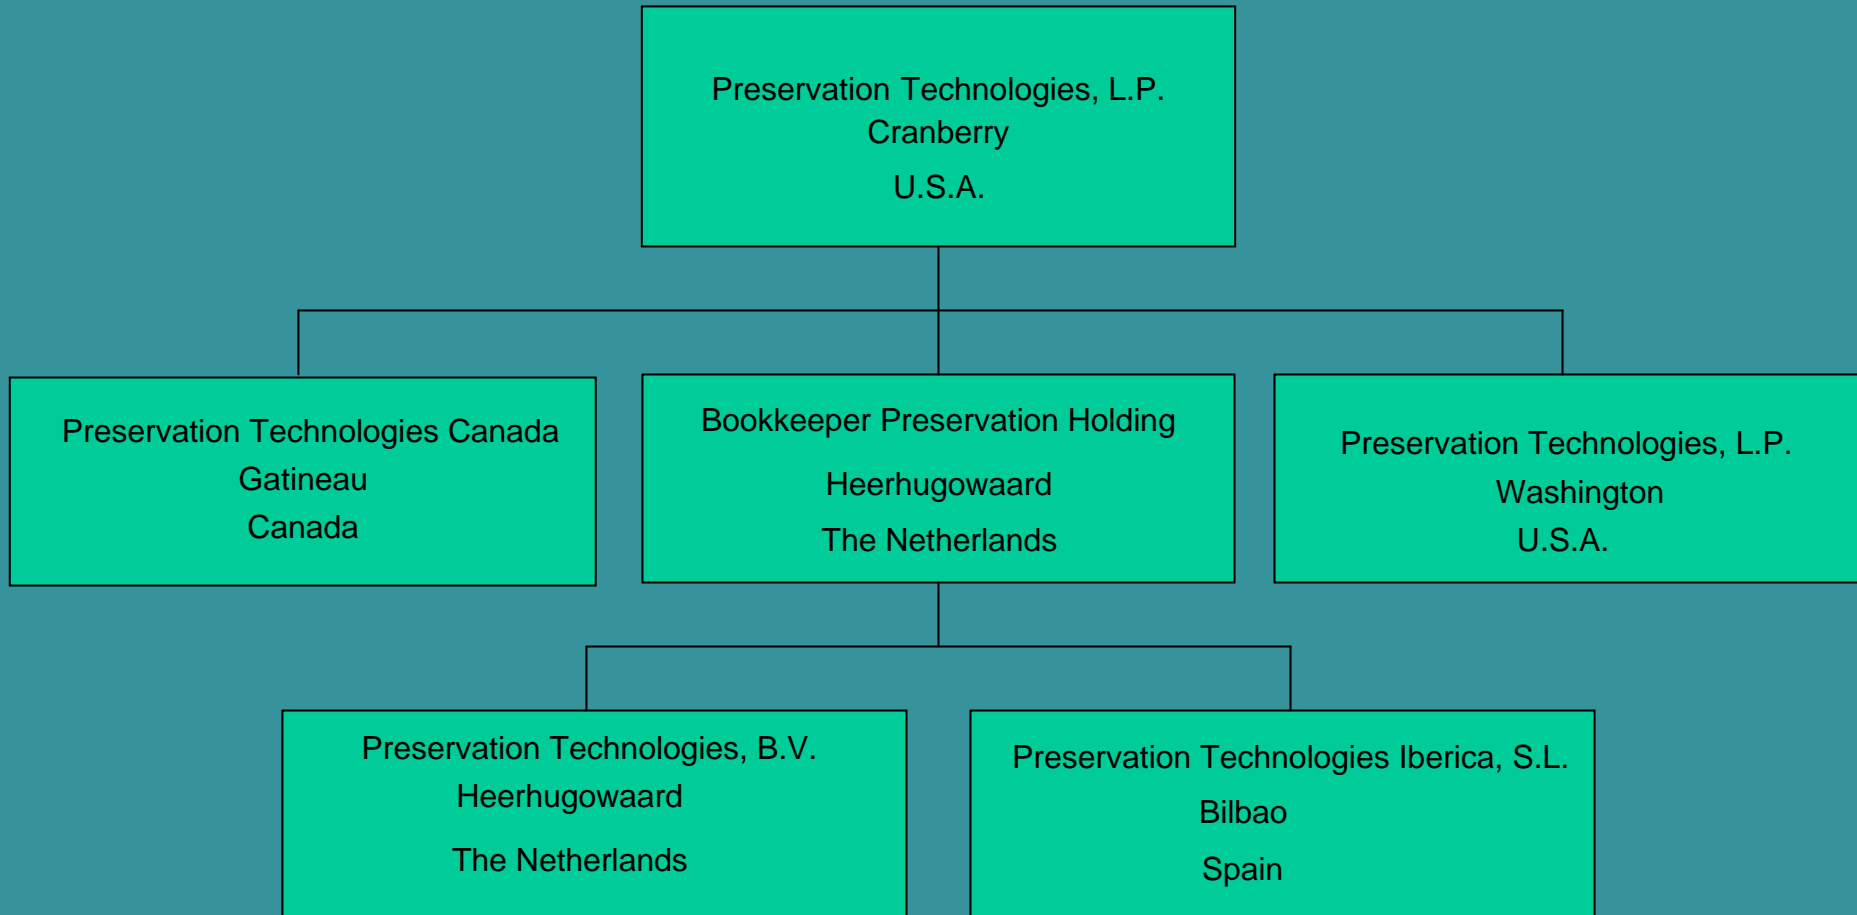 Preservation Technologies, L.P.
Cranberry
U.S.A.
Preservation Technologies Canada
Gatineau
Canada
Bookkeeper Preservation Holding
Heerhugowaard
The Netherlands
Preservation Technologies, L.P.
Washington
U.S.A.
Preservation Technologies, B.V.
Heerhugowaard
The Netherlands
Preservation Technologies Iberica, S.L.
Bilbao
Spain